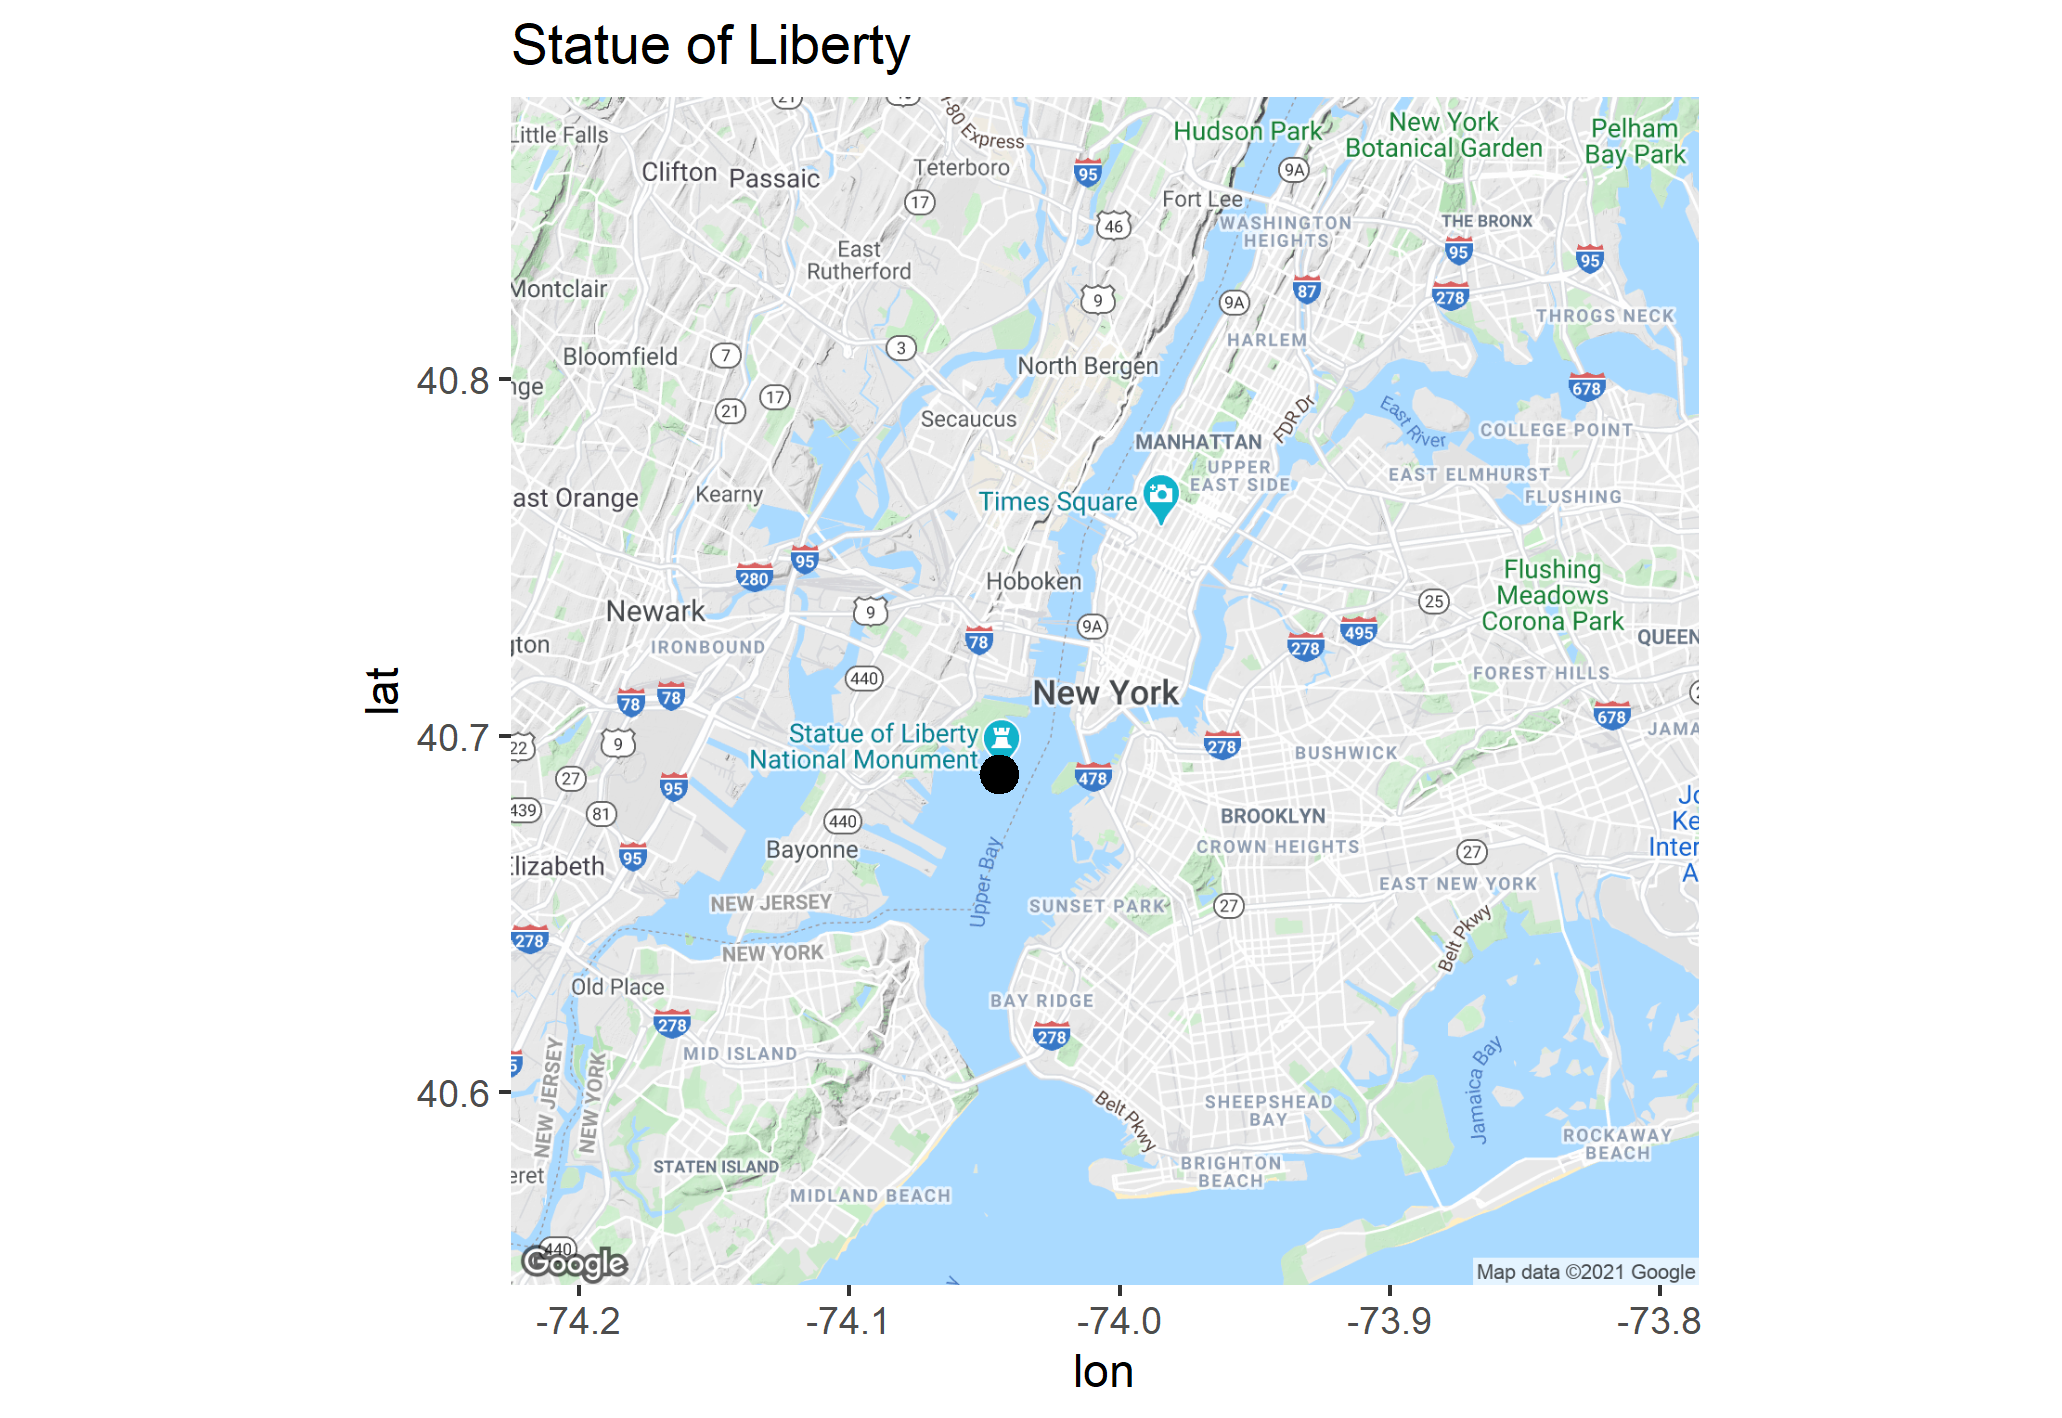 Statue of Liberty
21
I-80 Express
Little Falls
Hudson Park
New York
Botanical Garden
Pelham
Bay Park
Clifton
Passaic
Teterboro
95
9A
17
Fort Lee
46
WASHINGTON
HEIGHTS
THE BRONX
East
Rutherford
95
95
Montclair
9
9A
87
278
THROGS NECK
3
HARLEM
Bloomfield
7
North Bergen
40.8
nge
17
21
678
FDR Dr
East River
Secaucus
COLLEGE POINT
MANHATTAN
UPPER
EAST SIDE
EAST ELMHURST
FLUSHING
ast Orange
Kearny
Times Square
95
280
Hoboken
Flushing
Meadows
Corona Park
Newark
9
25
9A
495
78
278
gton
IRONBOUND
QUEEN
lat
440
FOREST HILLS
78
78
New York
678
JAMA
40.7
22
9
Statue of Liberty
National Monument
278
BUSHWICK
27
95
478
439
81
440
BROOKLYN
Jo
Ke
Inter
A
Bayonne
CROWN HEIGHTS
27
95
Elizabeth
Upper Bay
EAST NEW YORK
NEW JERSEY
SUNSET PARK
27
Belt Pkwy
278
NEW YORK
Old Place
BAY RIDGE
278
278
MID ISLAND
5
NEW JERSEY
NEW YORK
Jamaica Bay
40.6
Belt Pkwy
SHEEPSHEAD
BAY
ROCKAWAY
BEACH
eret
STATEN ISLAND
BRIGHTON
BEACH
MIDLAND BEACH
440
Google
Map data ©2021 Google
-74.2
-74.1
-74.0
-73.9
-73.8
lon